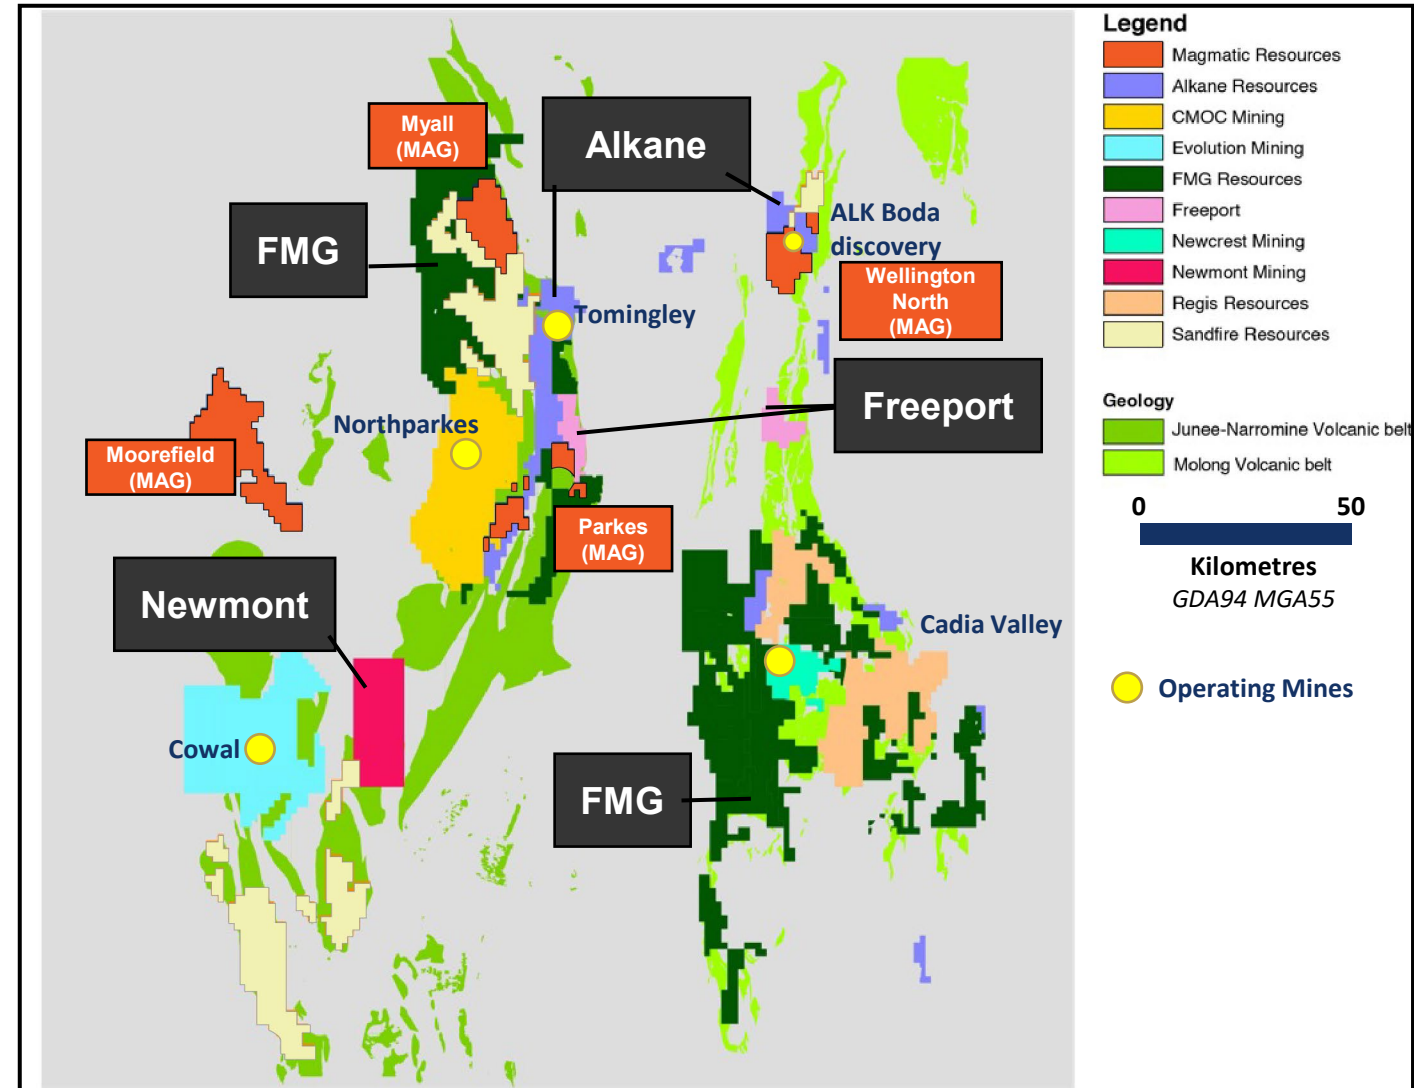 Myall
(MAG)
Alkane
FMG
ALK Boda
discovery
Wellington
North
(MAG)
Tomingley
Freeport
Northparkes
Moorefield
(MAG)
Parkes
(MAG)
Newmont
Cadia Valley
Cowal
FMG
Legend
Magmatic Resources
Alkane Resources
CMOC Mining
Evolution Mining
FMG Resources
Freeport
Newcrest Mining
Newmont Mining
Regis Resources
Sandfire Resources
Geology
Junee-Narromine Volcanic belt
Molong Volcanic belt
0 50
Kilometres
GDA94 MGA55
Operating Mines